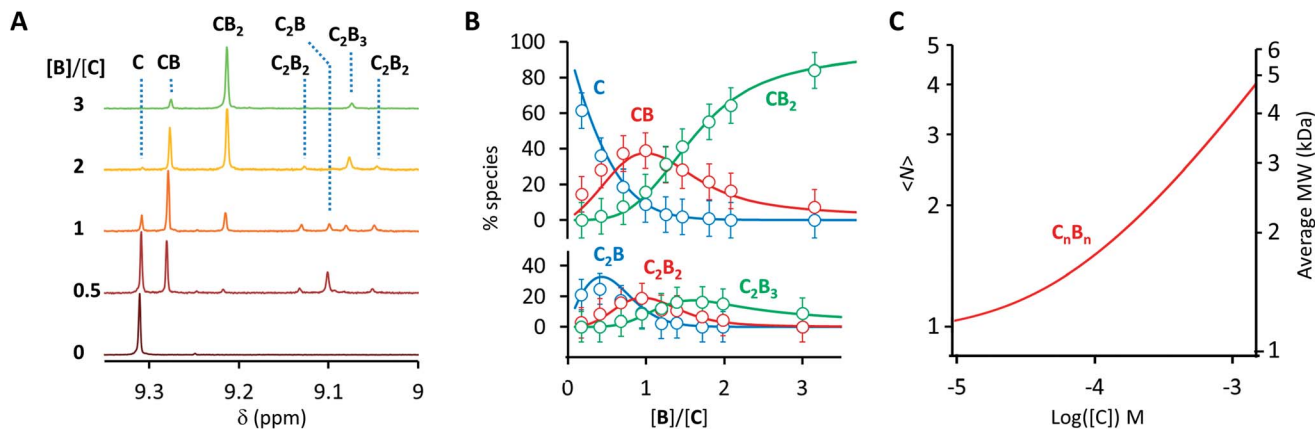 A
[B]/[C]
C
CB
CB2
C2B2
C2B
C2B3
C2B2
3
2
1
0.5
0
9.3
9.2
9.1
9
δ (ppm)
B
100
80
60
40
20
0
% species
C
CB
CB2
40
20
0
C2B
C2B2
C2B3
0
1
2
3
[B]/[C]
C
5
4
3
2
1
<N>
CnBn
6
5
4
3
2
1
Average MW (kDa)
-5
-4
-3
Log([C]) M